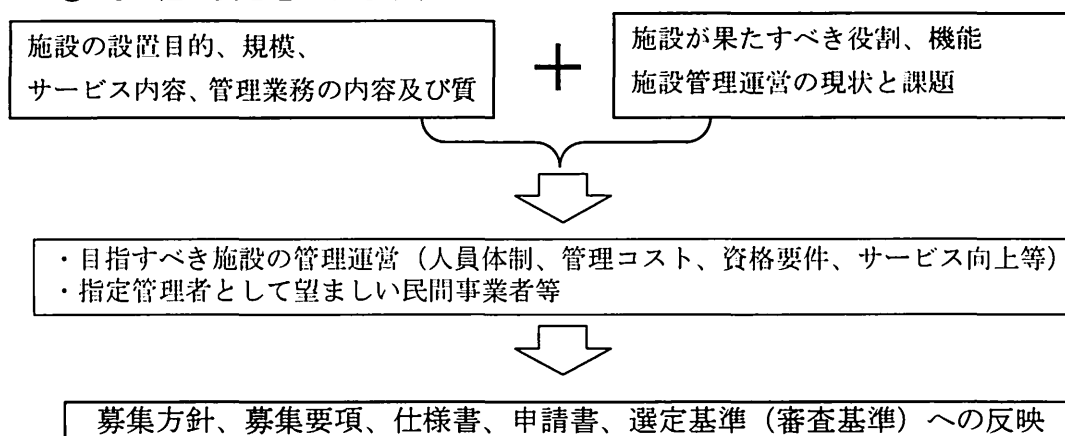 施設の設置目的、規模、
サービス内容、管理業務の内容及び質
＋
施設が果たすべき役割、機能
施設管理運営の現状と課題
・目指すべき施設の管理運営（人員体制、管理コスト、資格要件、サービス向上等）
・指定管理者として望ましい民間事業者等
募集方針、募集要項、仕様書、申請書、選定基準（審査基準）への反映